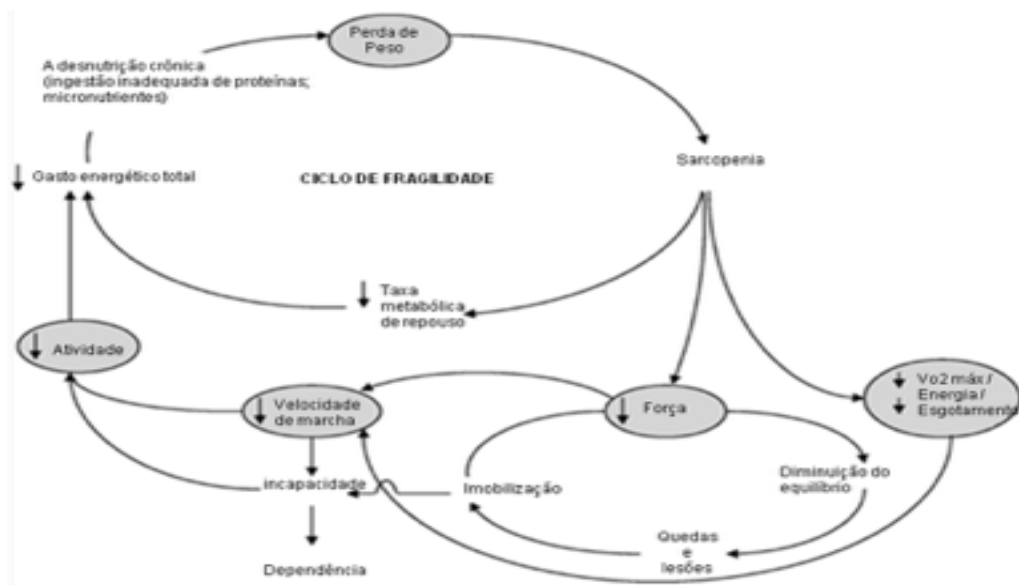 Perda de
Peso
A desnutrição crônica
(ingestão inadequada de proteínas;
micronutrientes)
Sarcopenia
Gasto energético total
CICLO DE FRAGILIDADE
Taxa
metabólica
de repouso
Atividade
Velocidade
de marcha
Força
Vo2 máx /
Energia /
Esgotamento
incapacidade
Imobilização
Diminuição do
equilíbrio
Quedas
e
lesões
Dependência